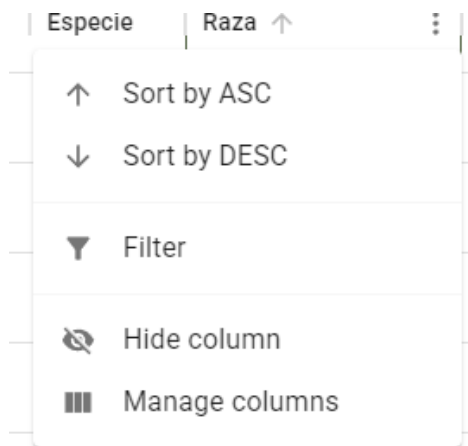 Especie Raza
Sort by ASC
Sort by DESC
Filter
Hide column
Manage columns